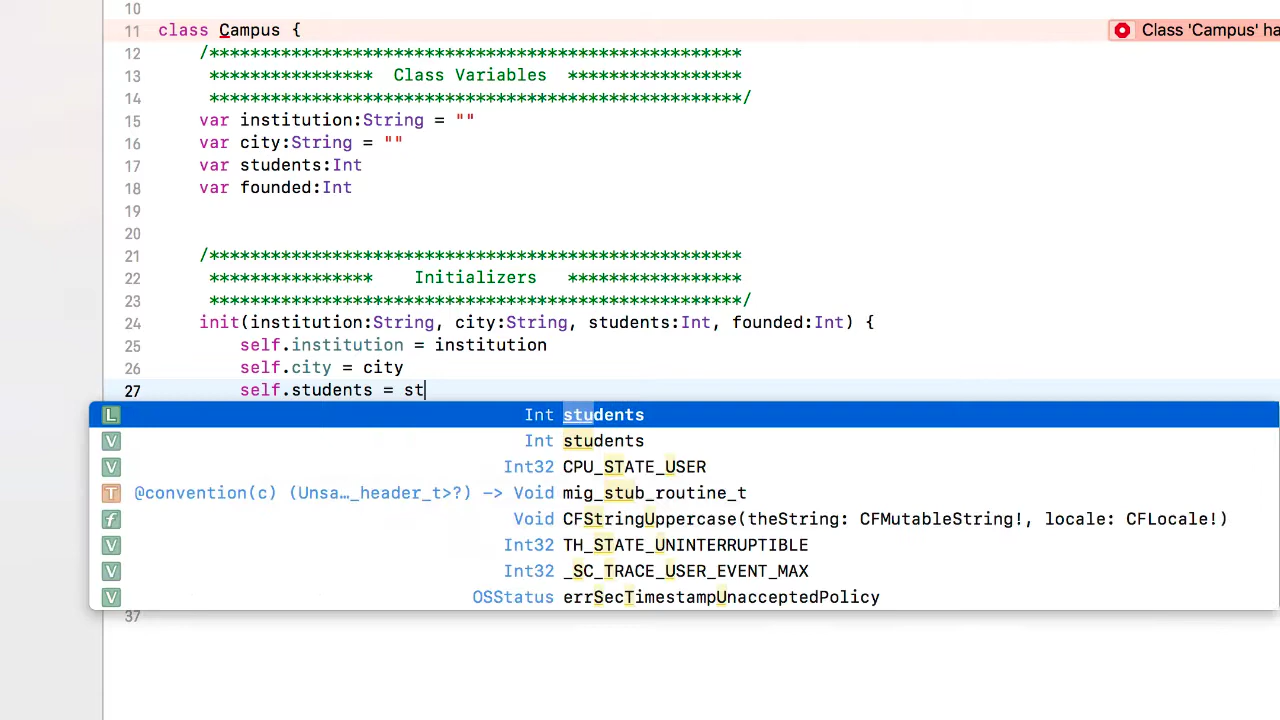 10
11 class Campus {
Class 'Campus' ha
12 /****************************************************
13 **************** Class Variables *****************
14 ****************************************************/
15 var institution:String = ""
16 var city:String = ""
17 var students:Int
18 var founded:Int
19
20
21 /****************************************************
22 **************** Initializers *****************
23 ****************************************************/
24 init(institution:String, city:String, students:Int, founded:Int) {
25 self.institution = institution
26 self.city = city
27 self.students = st
L Int students
V Int students
V Int32 CPU_STATE_USER
T @convention(c) (Unsa…_header_t>?) -> Void mig_stub_routine_t
f Void CFStringUppercase(theString: CFMutableString!, locale: CFLocale!)
V Int32 TH_STATE_UNINTERRUPTIBLE
V Int32 _SC_TRACE_USER_EVENT_MAX
V OSStatus errSecTimestampUnacceptedPolicy
37